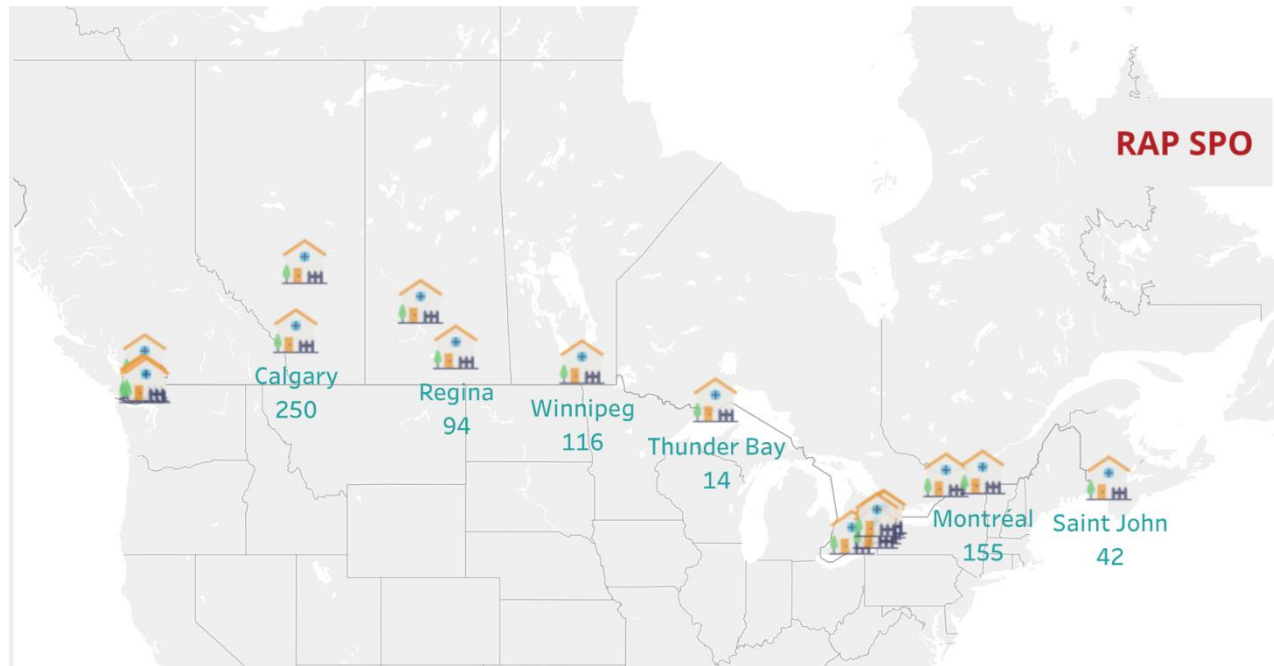 RAP SPO
Calgary
250
Regina
94
Winnipeg
116
Thunder Bay
14
Montréal
155
Saint John
42